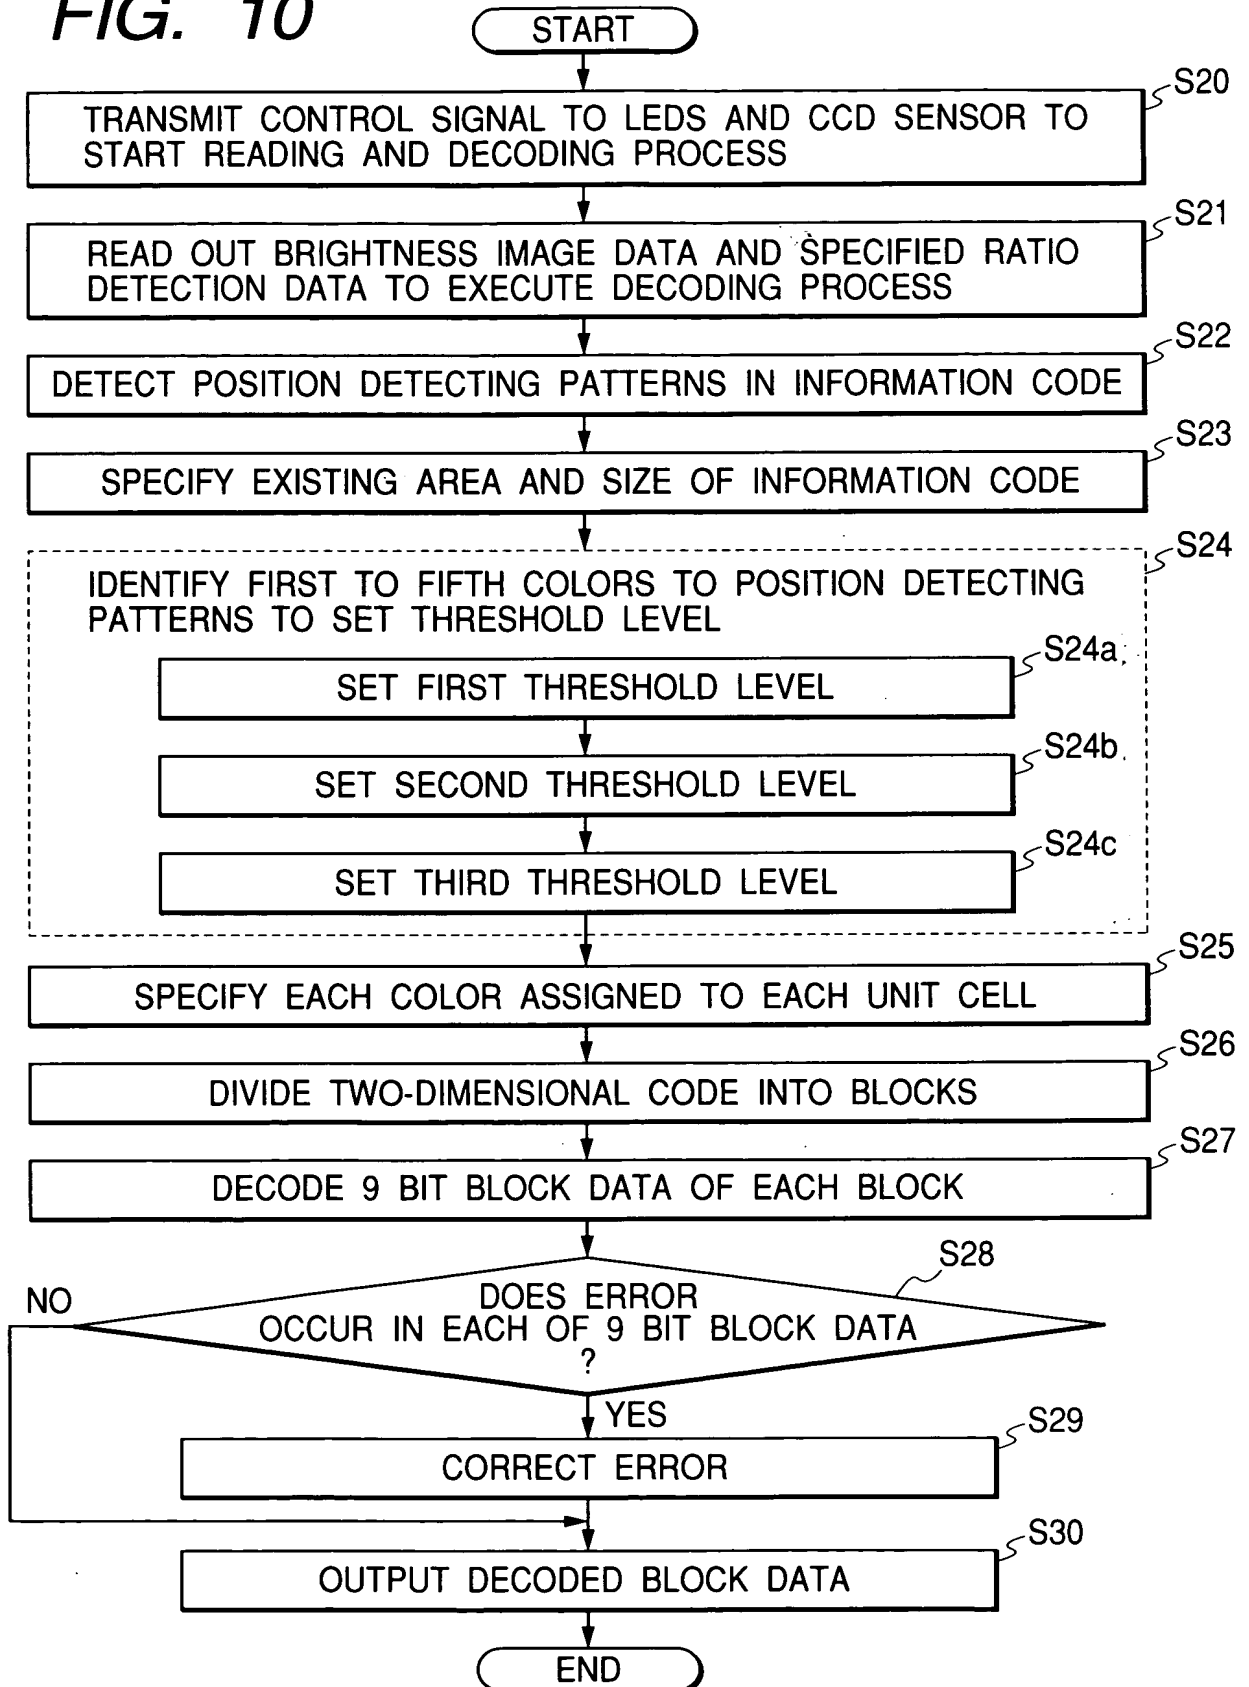 FIG. 10
START
S20
TRANSMIT CONTROL SIGNAL TO LEDS AND CCD SENSOR TO
START READING AND DECODING PROCESS
S21
READ OUT BRIGHTNESS IMAGE DATA AND SPECIFIED RATIO
DETECTION DATA TO EXECUTE DECODING PROCESS
S22
DETECT POSITION DETECTING PATTERNS IN INFORMATION CODE
S23
SPECIFY EXISTING AREA AND SIZE OF INFORMATION CODE
S24
IDENTIFY FIRST TO FIFTH COLORS TO POSITION DETECTING
PATTERNS TO SET THRESHOLD LEVEL
S24a
SET FIRST THRESHOLD LEVEL
S24b
SET SECOND THRESHOLD LEVEL
S24c
SET THIRD THRESHOLD LEVEL
S25
SPECIFY EACH COLOR ASSIGNED TO EACH UNIT CELL
S26
DIVIDE TWO-DIMENSIONAL CODE INTO BLOCKS
S27
DECODE 9 BIT BLOCK DATA OF EACH BLOCK
S28
NO
DOES ERROR
OCCUR IN EACH OF 9 BIT BLOCK DATA
?
YES
S29
CORRECT ERROR
S30
OUTPUT DECODED BLOCK DATA
END